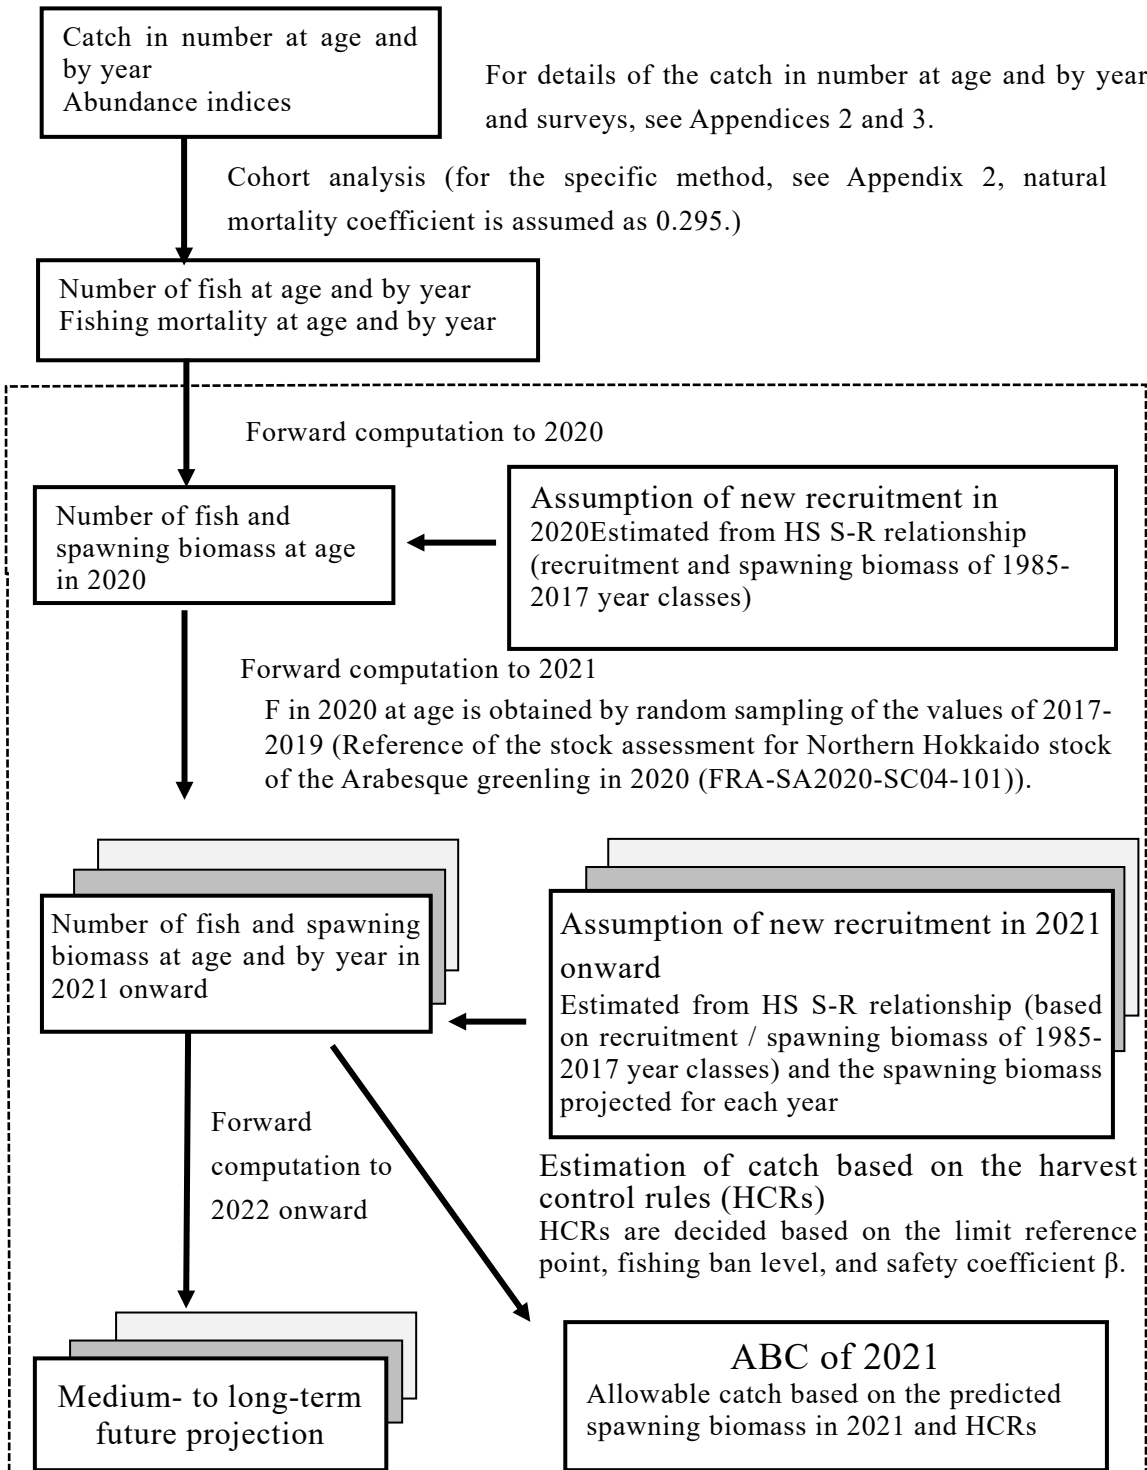 Catch in number at age and
by year
Abundance indices
For details of the catch in number at age and by year
and surveys, see Appendices 2 and 3.
Cohort analysis (for the specific method, see Appendix 2, natural
mortality coefficient is assumed as 0.295.)
Number of fish at age and by year
Fishing mortality at age and by year
Forward computation to 2020
Number of fish and
spawning biomass at age
in 2020
Assumption of new recruitment in
2020Estimated from HS S-R relationship
(recruitment and spawning biomass of 1985-
2017 year classes)
Forward computation to 2021
F in 2020 at age is obtained by random sampling of the values of 2017-
2019 (Reference of the stock assessment for Northern Hokkaido stock
of the Arabesque greenling in 2020 (FRA-SA2020-SC04-101)).
Number of fish and spawning
biomass at age and by year in
2021 onward
Assumption of new recruitment in 2021
onward
Estimated from HS S-R relationship (based
on recruitment / spawning biomass of 1985-
2017 year classes) and the spawning biomass
projected for each year
Forward
computation to
2022 onward
Estimation of catch based on the harvest
control rules (HCRs)
HCRs are decided based on the limit reference
point, fishing ban level, and safety coefficient β.
Medium- to long-term
future projection
ABC of 2021
Allowable catch based on the predicted
spawning biomass in 2021 and HCRs